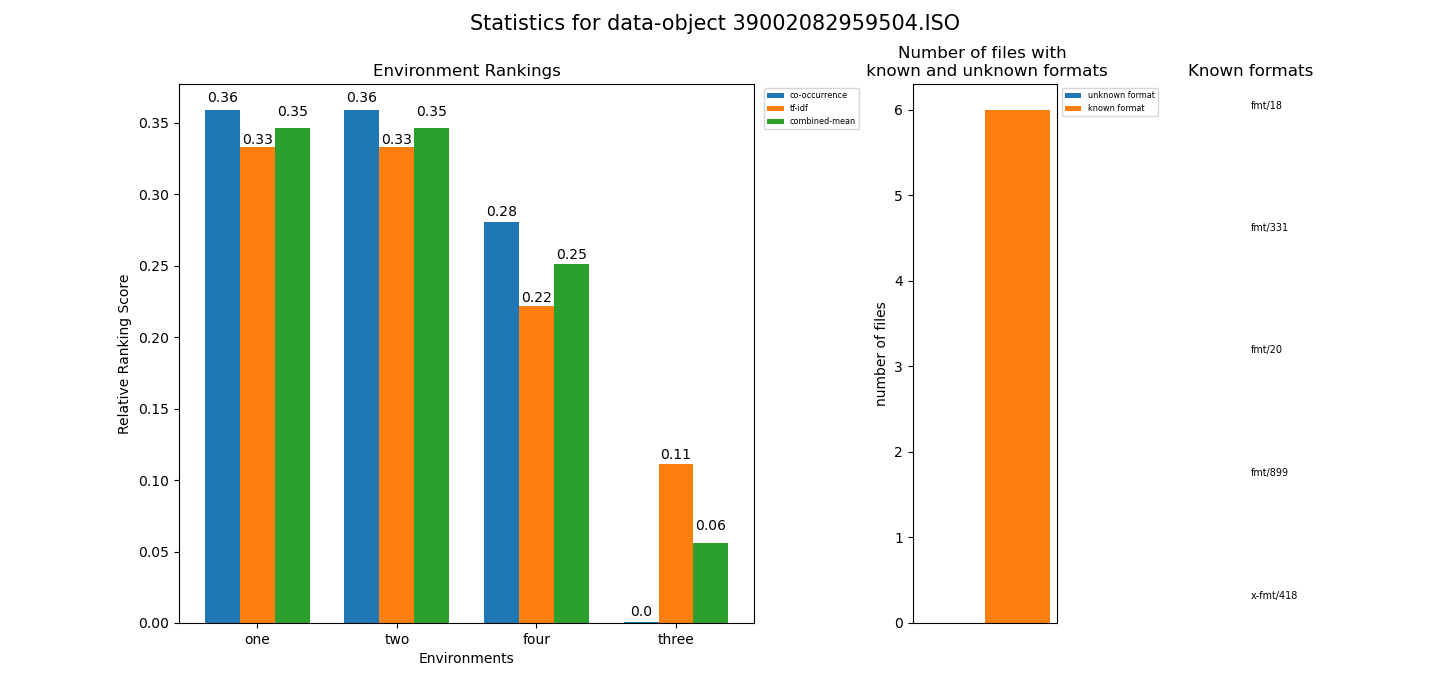 Statistics for data-object 39002082959504.ISO
Environment Rankings
0.36
0.33
0.35
0.36
0.33
0.35
0.28
0.22
0.25
0.0
0.11
0.06
0.35
0.30
0.25
0.20
0.15
0.10
0.05
0.00
Relative Ranking Score
one
two
four
three
Environments
co-occurrence
tf-idf
combined-mean
Number of files with
known and unknown formats
6
5
4
3
2
1
0
number of files
unknown format
known format
Known formats
fmt/18
fmt/331
fmt/20
fmt/899
x-fmt/418